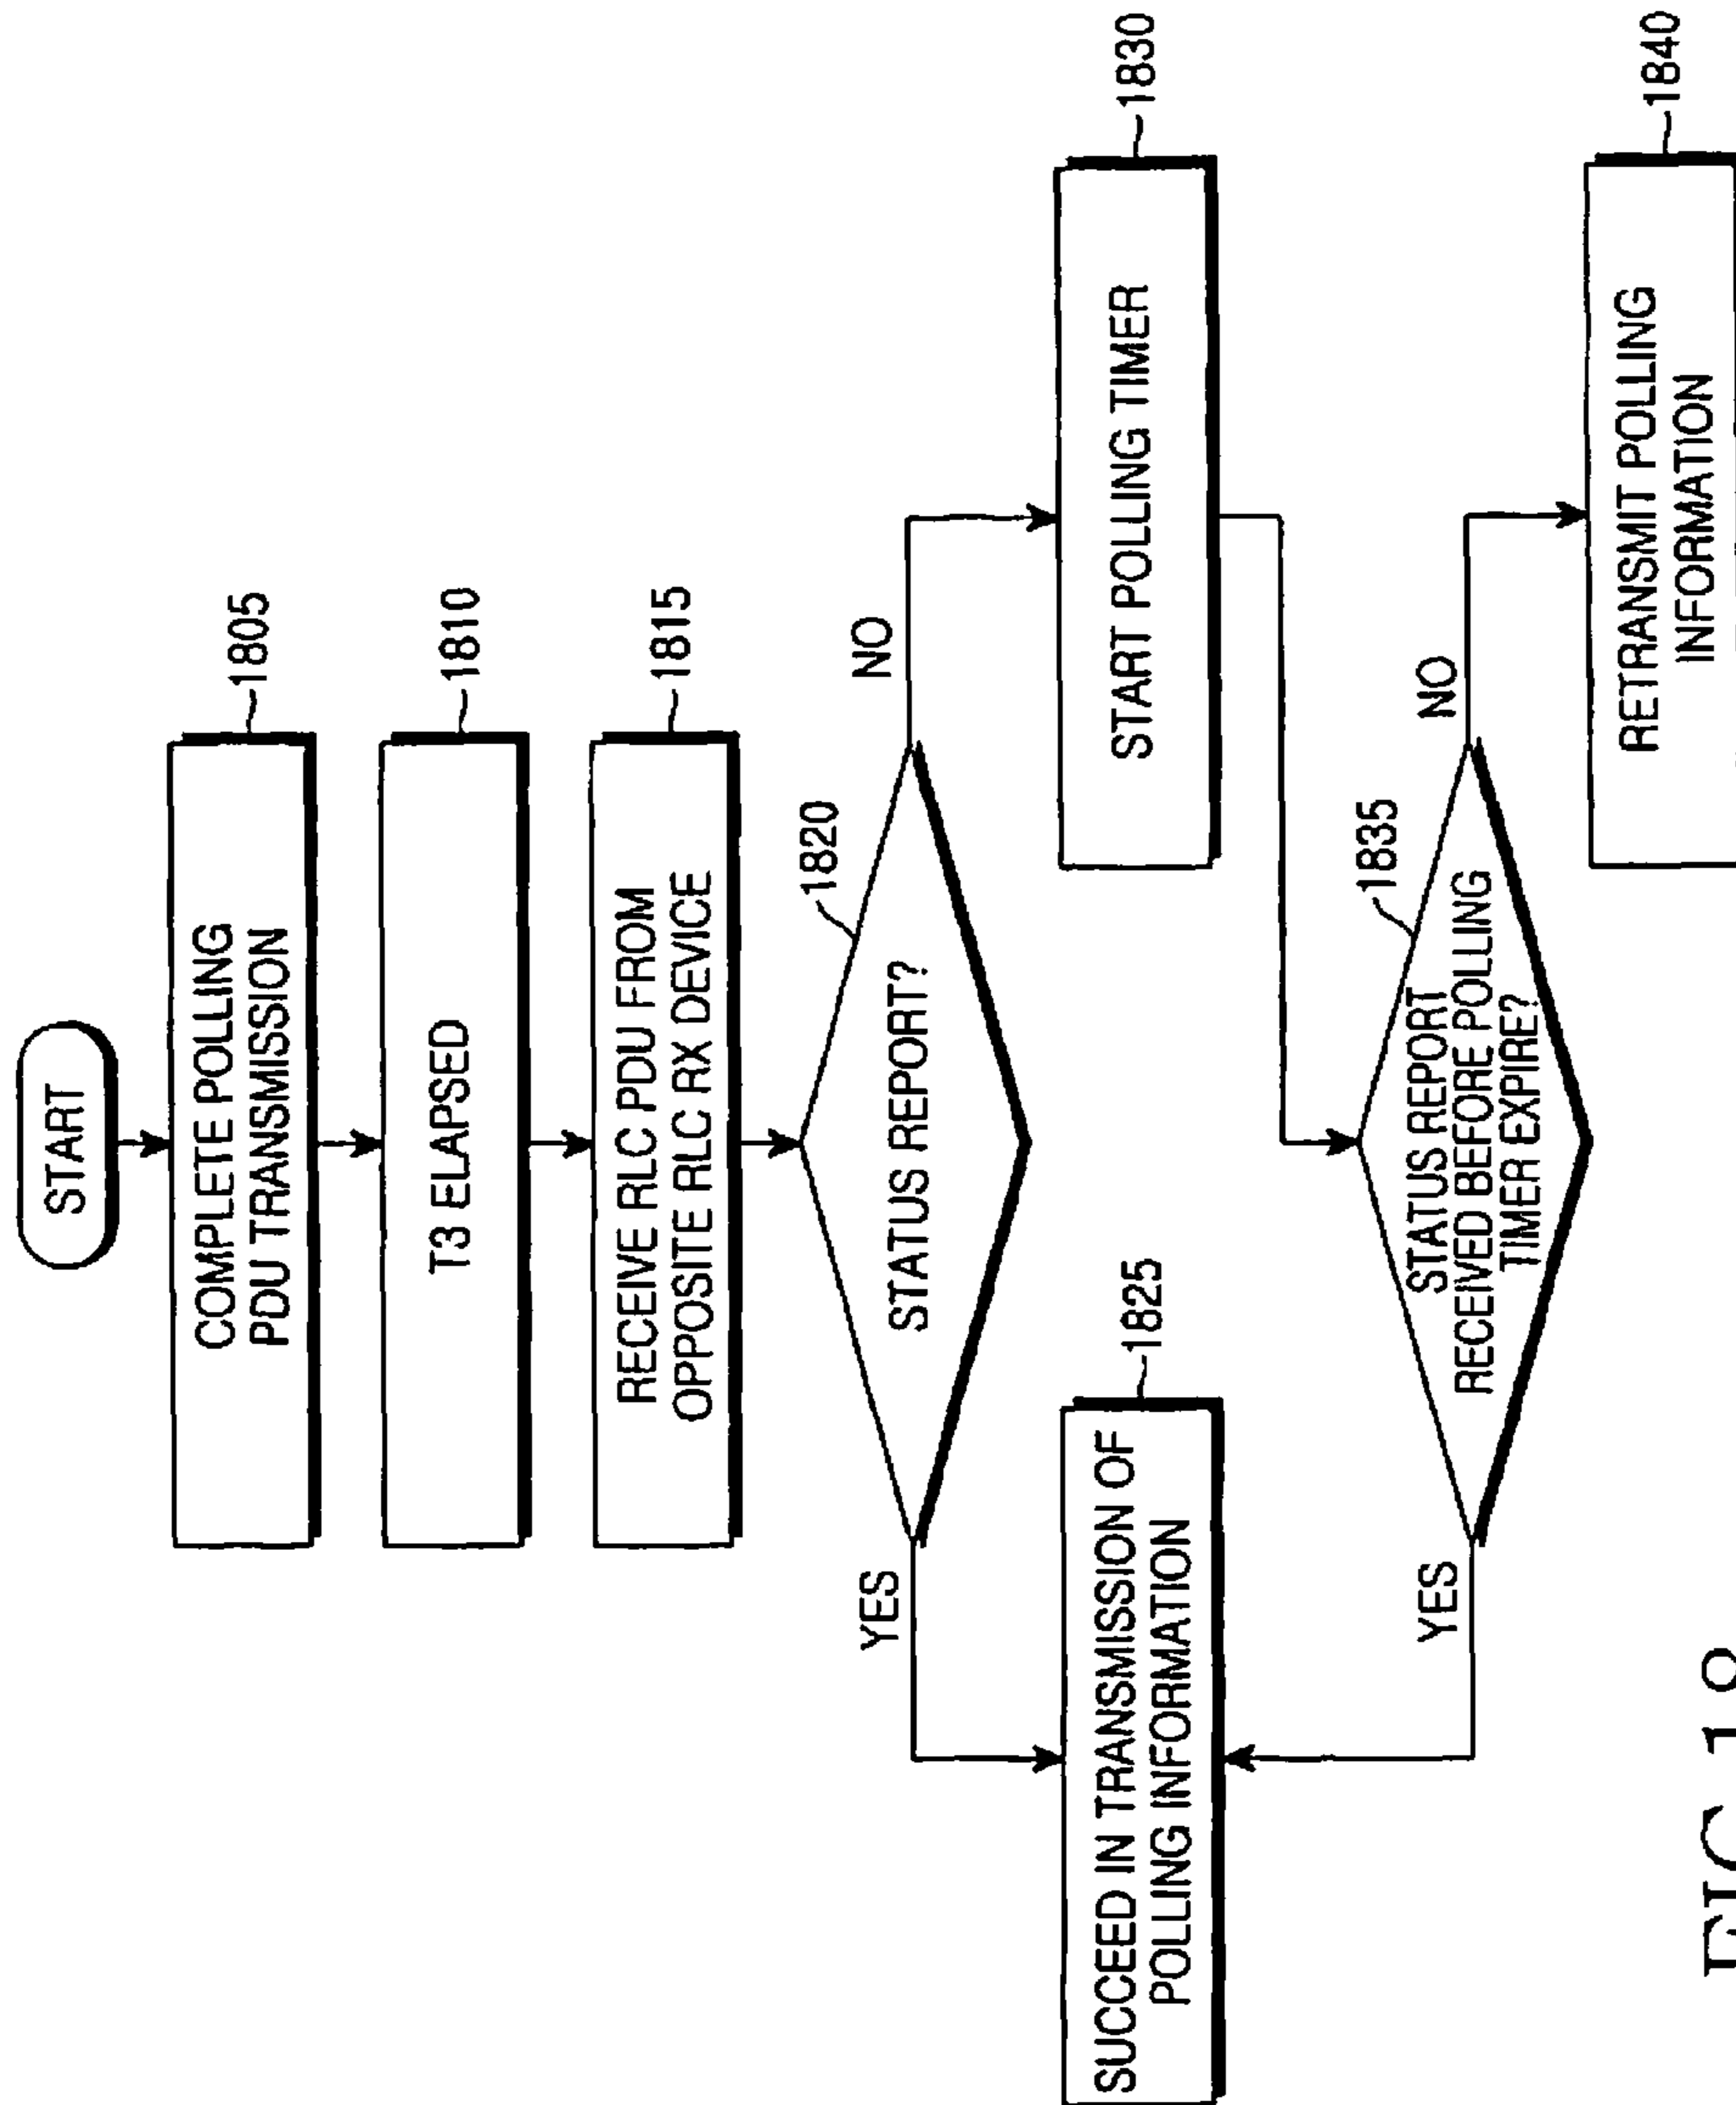 START
COMPLETE POLLING
PDU TRANSMISSION
1805
T3 ELAPSED
1810
RECEIVE RLC PDU FROM
OPPOSITE RLC RX DEVICE
1815
STATUS REPORT?
1820
YES
NO
SUCCEED IN TRANSMISSION OF
POLLING INFORMATION
1825
START POLLING TIMER
1830
STATUS REPORT
RECEIVED BEFORE POLLING
TIMER EXPIRE?
1835
YES
NO
RETRANSMIT POLLING
INFORMATION
1840
FIG.18